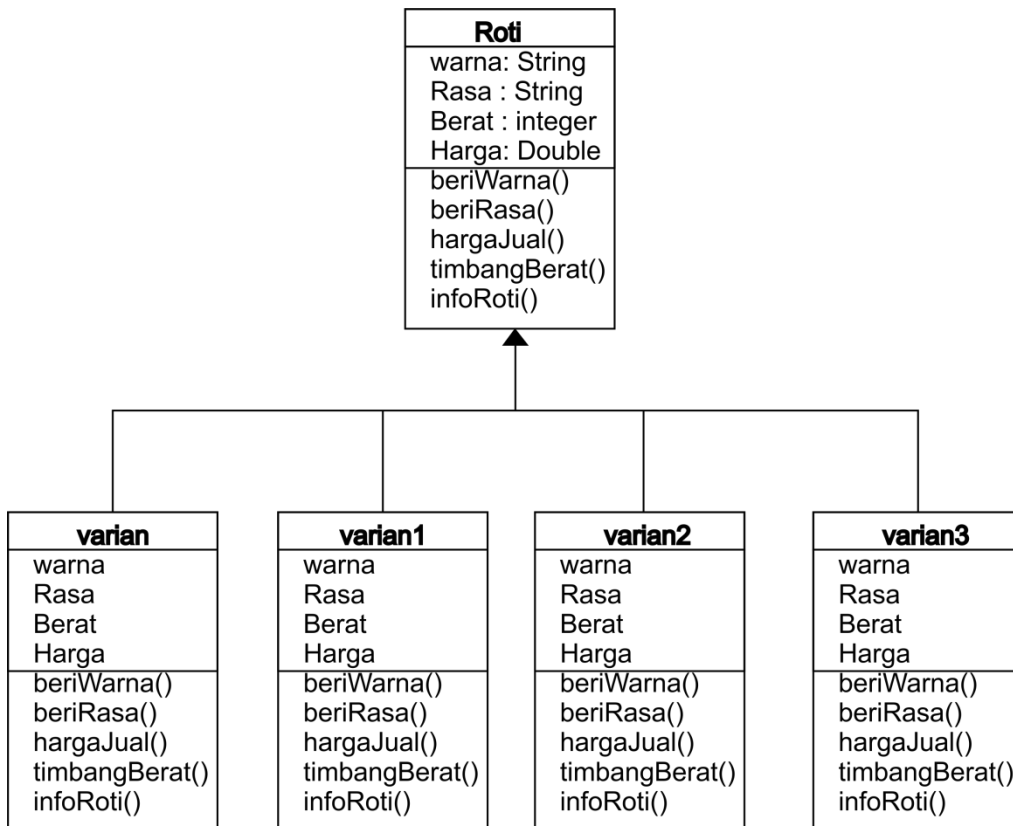 Roti
warna: String
Rasa : String
Berat : integer
Harga: Double
beriWarna()
beriRasa()
hargaJual()
timbangBerat()
infoRoti()
varian
warna
Rasa
Berat
Harga
beriWarna()
beriRasa()
hargaJual()
timbangBerat()
infoRoti()
varian1
warna
Rasa
Berat
Harga
beriWarna()
beriRasa()
hargaJual()
timbangBerat()
infoRoti()
varian2
warna
Rasa
Berat
Harga
beriWarna()
beriRasa()
hargaJual()
timbangBerat()
infoRoti()
varian3
warna
Rasa
Berat
Harga
beriWarna()
beriRasa()
hargaJual()
timbangBerat()
infoRoti()